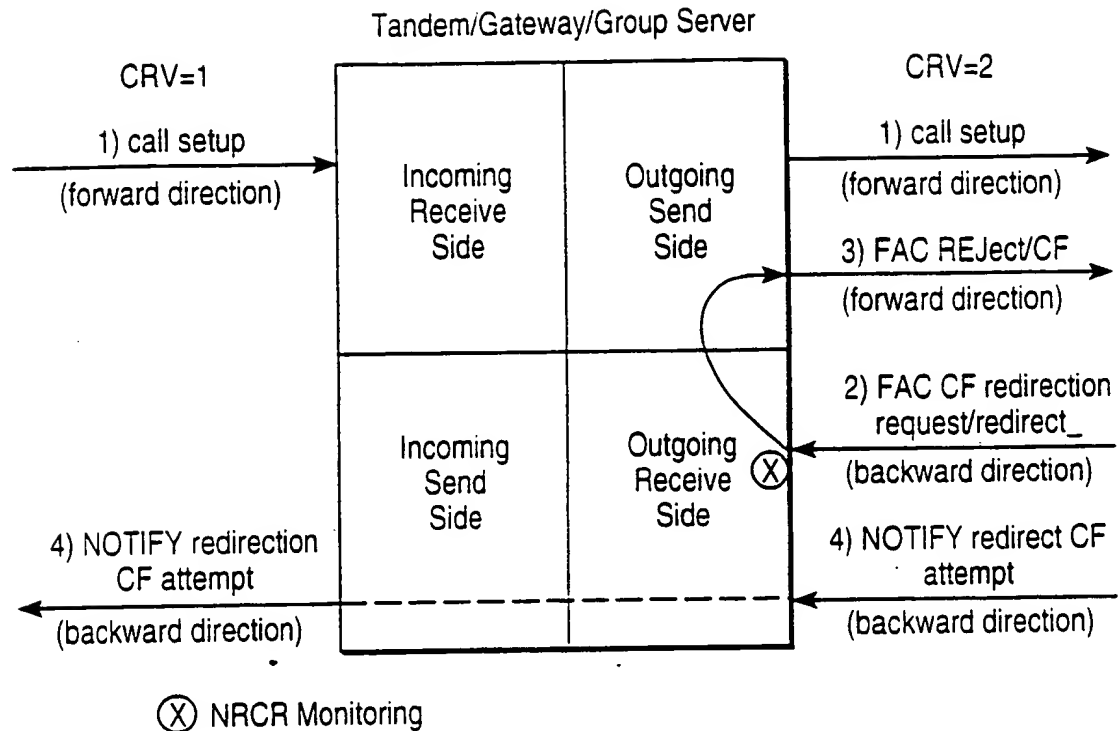 Tandem/Gateway/Group Server
CRV=1
CRV=2
1) call setup
(forward direction)
Incoming
Receive
Side
Outgoing
Send
Side
1) call setup
(forward direction)
3) FAC REJect/CF
(forward direction)
2) FAC CF redirection
request/redirect_
(backward direction)
Incoming
Send
Side
Outgoing
Receive
Side
X
4) NOTIFY redirection
CF attempt
(backward direction)
4) NOTIFY redirect CF
attempt
(backward direction)
X NRCR Monitoring